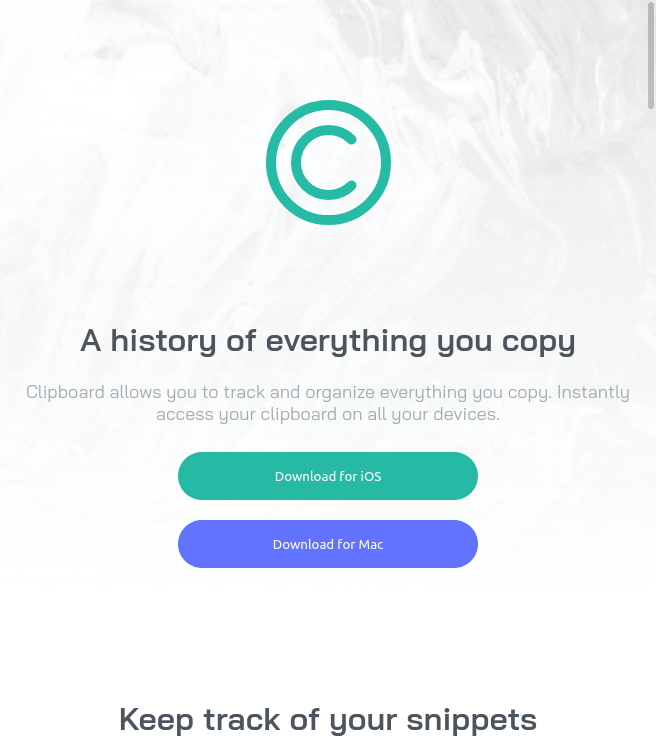 A history of everything you copy
Clipboard allows you to track and organize everything you copy. Instantly
access your clipboard on all your devices.
Download for iOS
Download for Mac
Keep track of your snippets